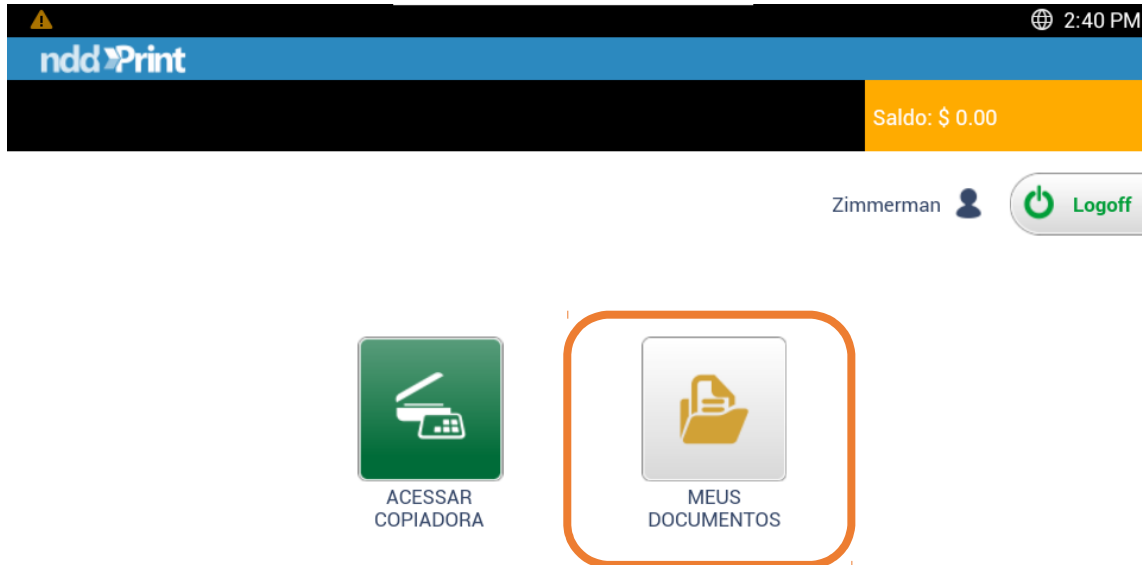 2:40 PM
nddPrint
Saldo: $ 0.00
Zimmerman
Logoff
ACESSAR
COPIADORA
MEUS
DOCUMENTOS